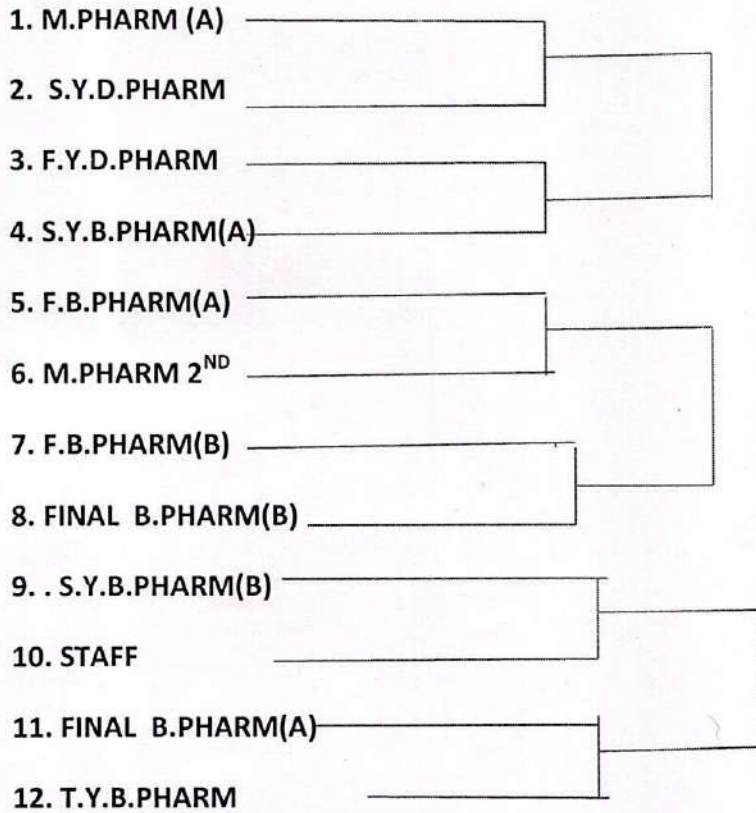 1. M.PHARM (A)
2. S.Y.D.PHARM
3. F.Y.D.PHARM
4. S.Y.B.PHARM(A)
5. F.B.PHARM(A)
6. M.PHARM 2ND
7. F.B.PHARM(B)
8. FINAL B.PHARM(B)
9. . S.Y.B.PHARM(B)
10. STAFF
11. FINAL B.PHARM(A)
12. T.Y.B.PHARM